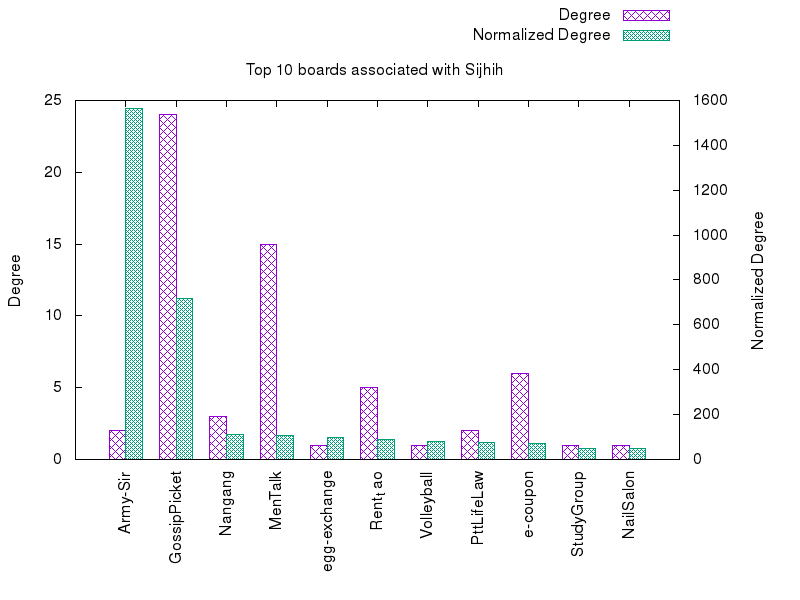 Degree
Normalized Degree
Top 10 boards associated with Sijhih
25
20
15
10
5
0
1600
1400
1200
1000
800
600
400
200
0
Degree
Normalized Degree
Army-Sir
GossipPicket
Nangang
MenTalk
egg-exchange
Rentt ao
Volleyball
PttLifeLaw
e-coupon
StudyGroup
NailSalon